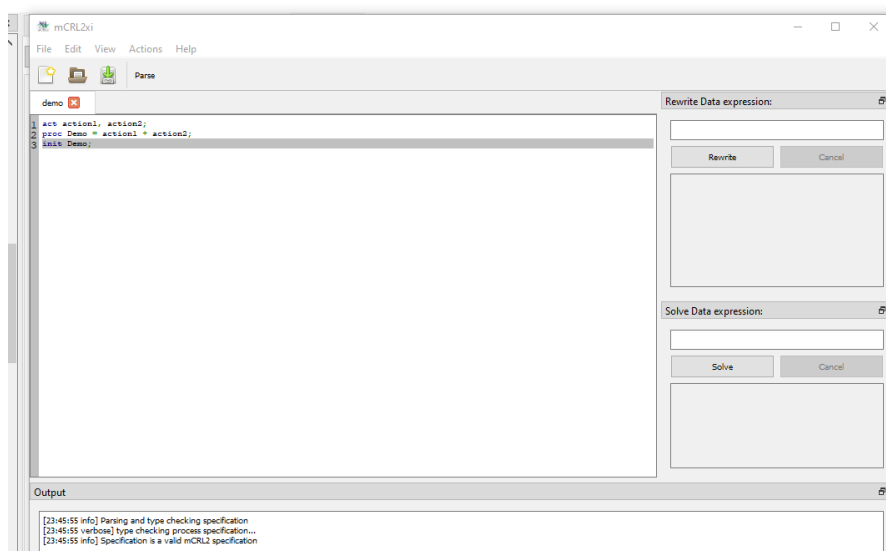 mCRL2xi
File Edit View Actions Help
Parse
demo
Rewrite Data expression:
1 act action1, action2;
2 proc Demo = action1 + action2;
3 init Demo;
Rewrite Cancel
Solve Data expression:
Solve Cancel
Output
[23:45:55 info] Parsing and type checking specification
[23:45:55 verbose] type checking process specification...
[23:45:55 info] Specification is a valid mCRL2 specification